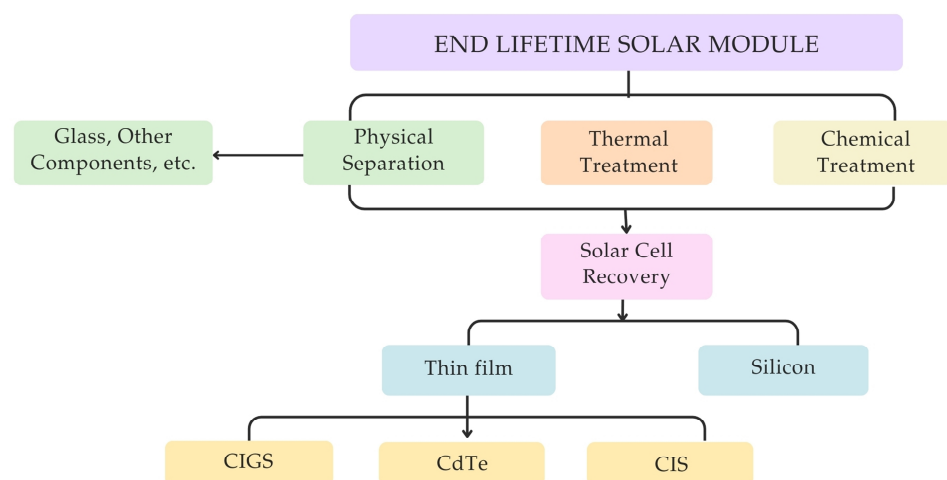 END LIFETIME SOLAR MODULE
Glass, Other
Components, etc.
Physical
Separation
Thermal
Treatment
Chemical
Treatment
Solar Cell
Recovery
Thin film
Silicon
CIGS
CdTe
CIS